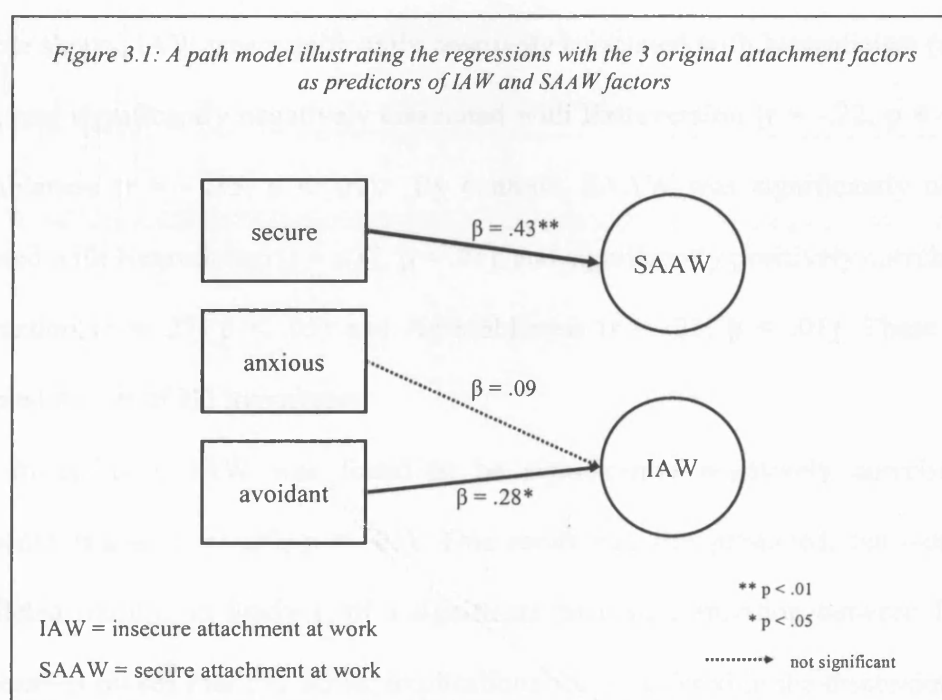 Figure 3.1: A path model illustrating the regressions with the 3 original attachment factors
as predictors of IAW and SAAW factors
secure
β = .43**
SAAW
anxious
β = .09
avoidant
β = .28*
IAW
** p < .01
* p < .05
IAW = insecure attachment at work
SAAW = secure attachment at work
not significant